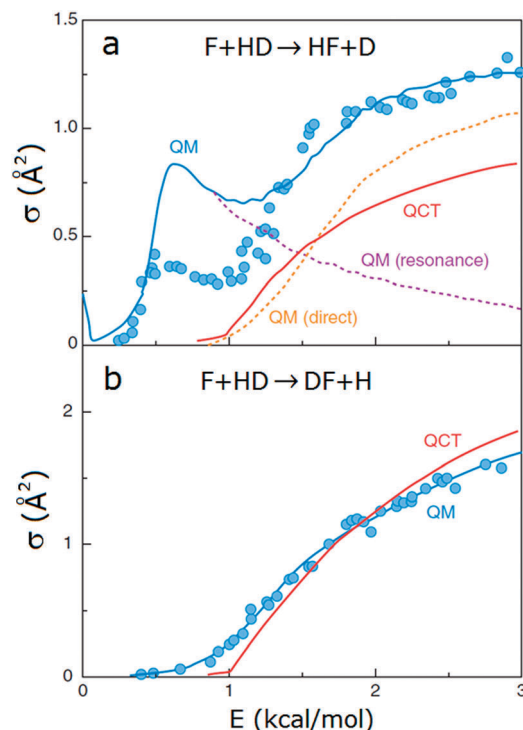 1.5
a
F+HD → HF+D
QM
1.0
σ (Å²)
QCT
0.5
QM (resonance)
QM (direct)
0
b
F+HD → DF+H
2
QCT
QM
σ (Å²)
1
0
0 1 2 3
E (kcal/mol)